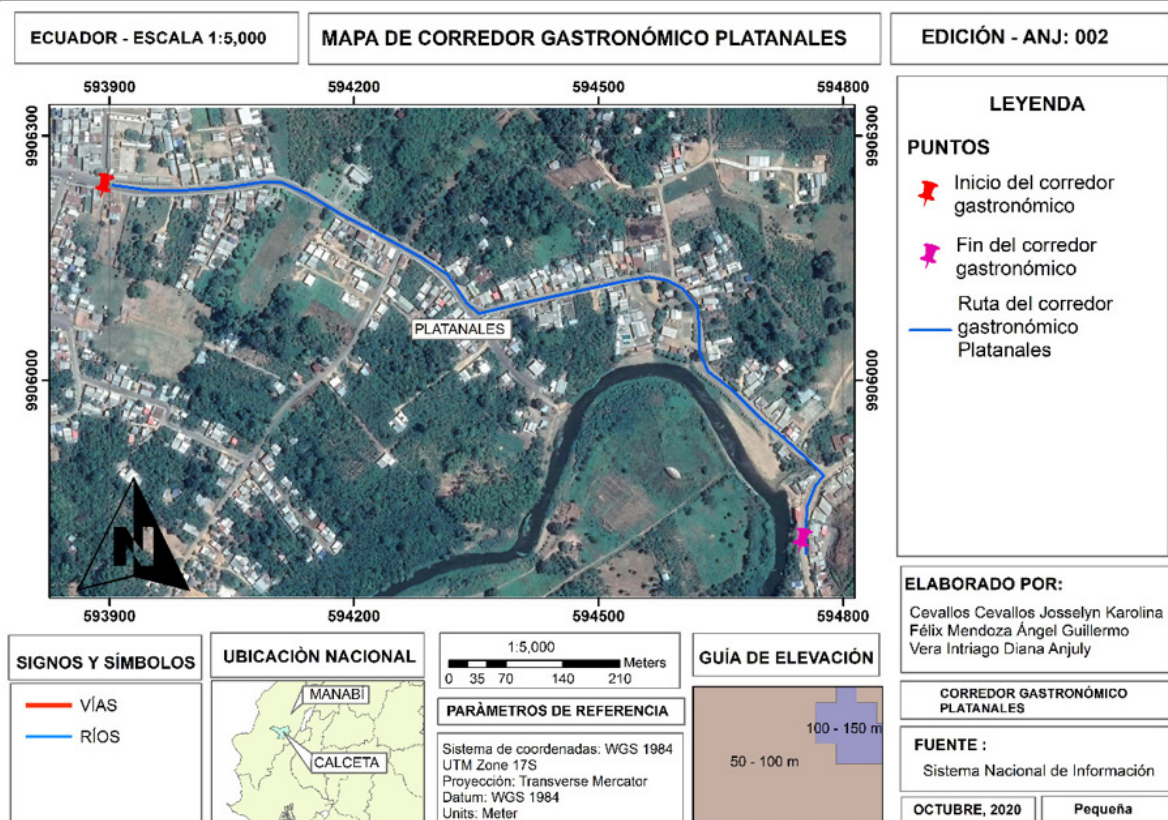 ECUADOR - ESCALA 1:5,000
MAPA DE CORREDOR GASTRONÓMICO PLATANALES
EDICIÓN - ANJ: 002
593900
594200
594500
594800
9906300
9906300
9906000
9906000
PLATANALES
N
593900
594200
594500
594800
LEYENDA
PUNTOS
Inicio del corredor
gastronómico
Fin del corredor
gastronómico
Ruta del corredor
gastronómico
Platanales
ELABORADO POR:
Cevallos Cevallos Josselyn Karolina
Félix Mendoza Ángel Guillermo
Vera Intriago Diana Anjuly
SIGNOS Y SÍMBOLOS
VÍAS
RÍOS
UBICACIÒN NACIONAL
MANABÍ
CALCETA
1:5,000
Meters
0 35 70 140 210
PARÀMETROS DE REFERENCIA
Sistema de coordenadas: WGS 1984
UTM Zone 17S
Proyección: Transverse Mercator
Datum: WGS 1984
Units: Meter
GUÍA DE ELEVACIÓN
100 - 150 m
50 - 100 m
CORREDOR GASTRONÓMICO
PLATANALES
FUENTE :
Sistema Nacional de Información
OCTUBRE, 2020
Pequeña